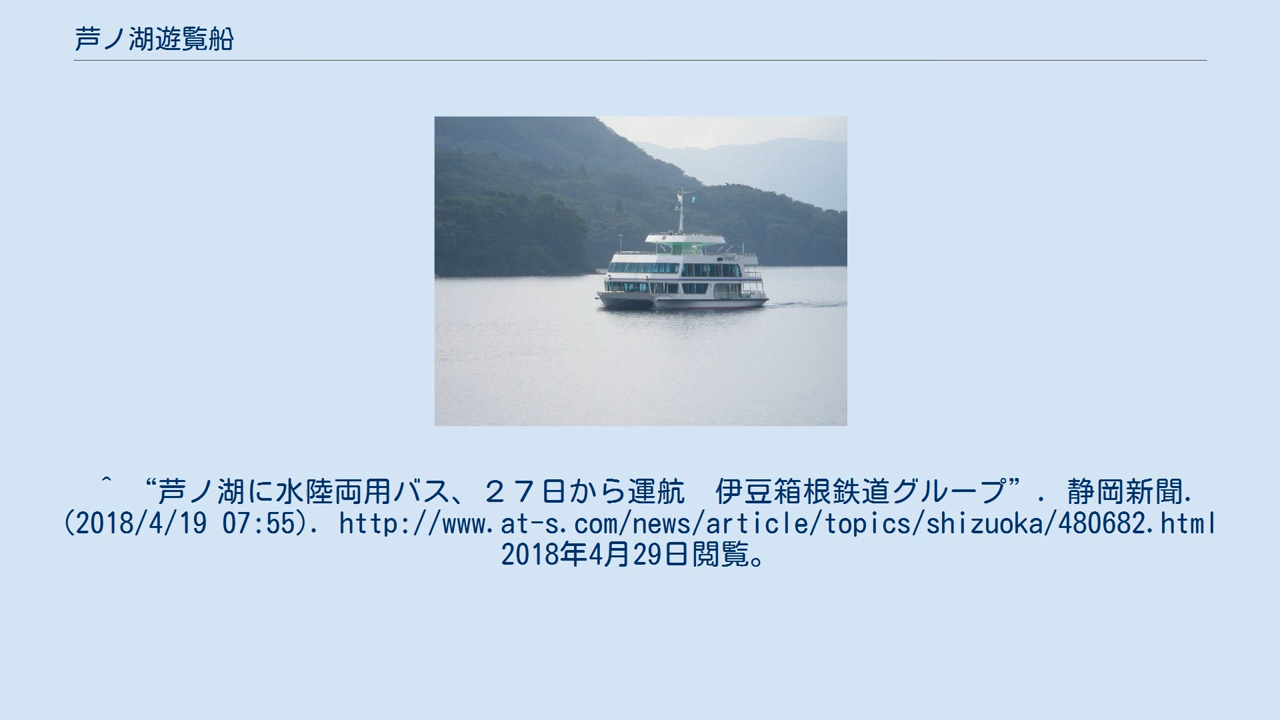 芦ノ湖遊覧船
^ “芦ノ湖に水陸両用バス、２７日から運航　伊豆箱根鉄道グループ”. 静岡新聞.
(2018/4/19 07:55). http://www.at-s.com/news/article/topics/shizuoka/480682.html
2018年4月29日閲覧。